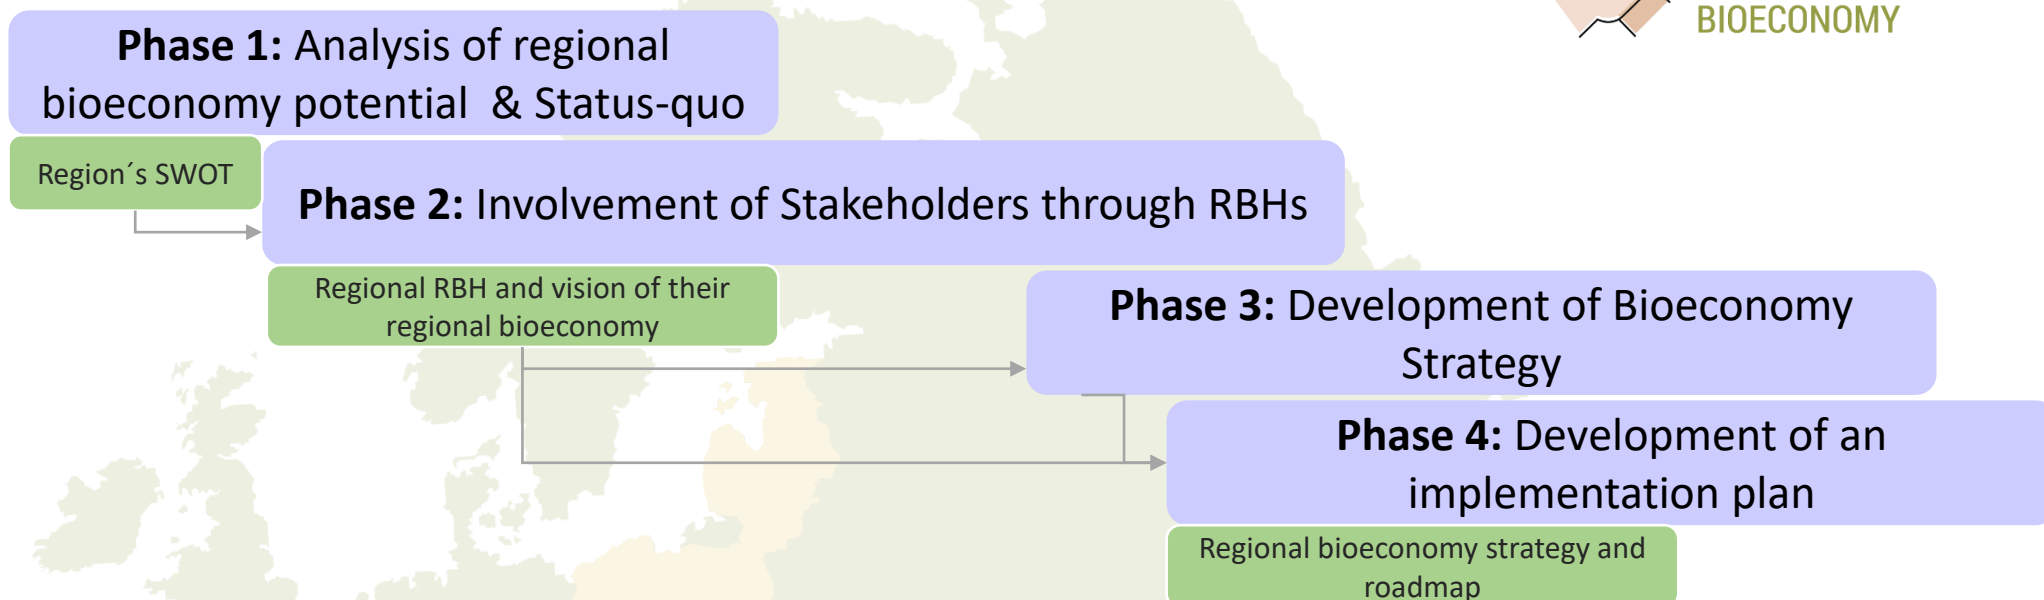 BIOECONOMY
Phase 1: Analysis of regional
bioeconomy potential & Status-quo
Region´s SWOT
Phase 2: Involvement of Stakeholders through RBHs
Regional RBH and vision of their
regional bioeconomy
Phase 3: Development of Bioeconomy
Strategy
Phase 4: Development of an
implementation plan
Regional bioeconomy strategy and
roadmap